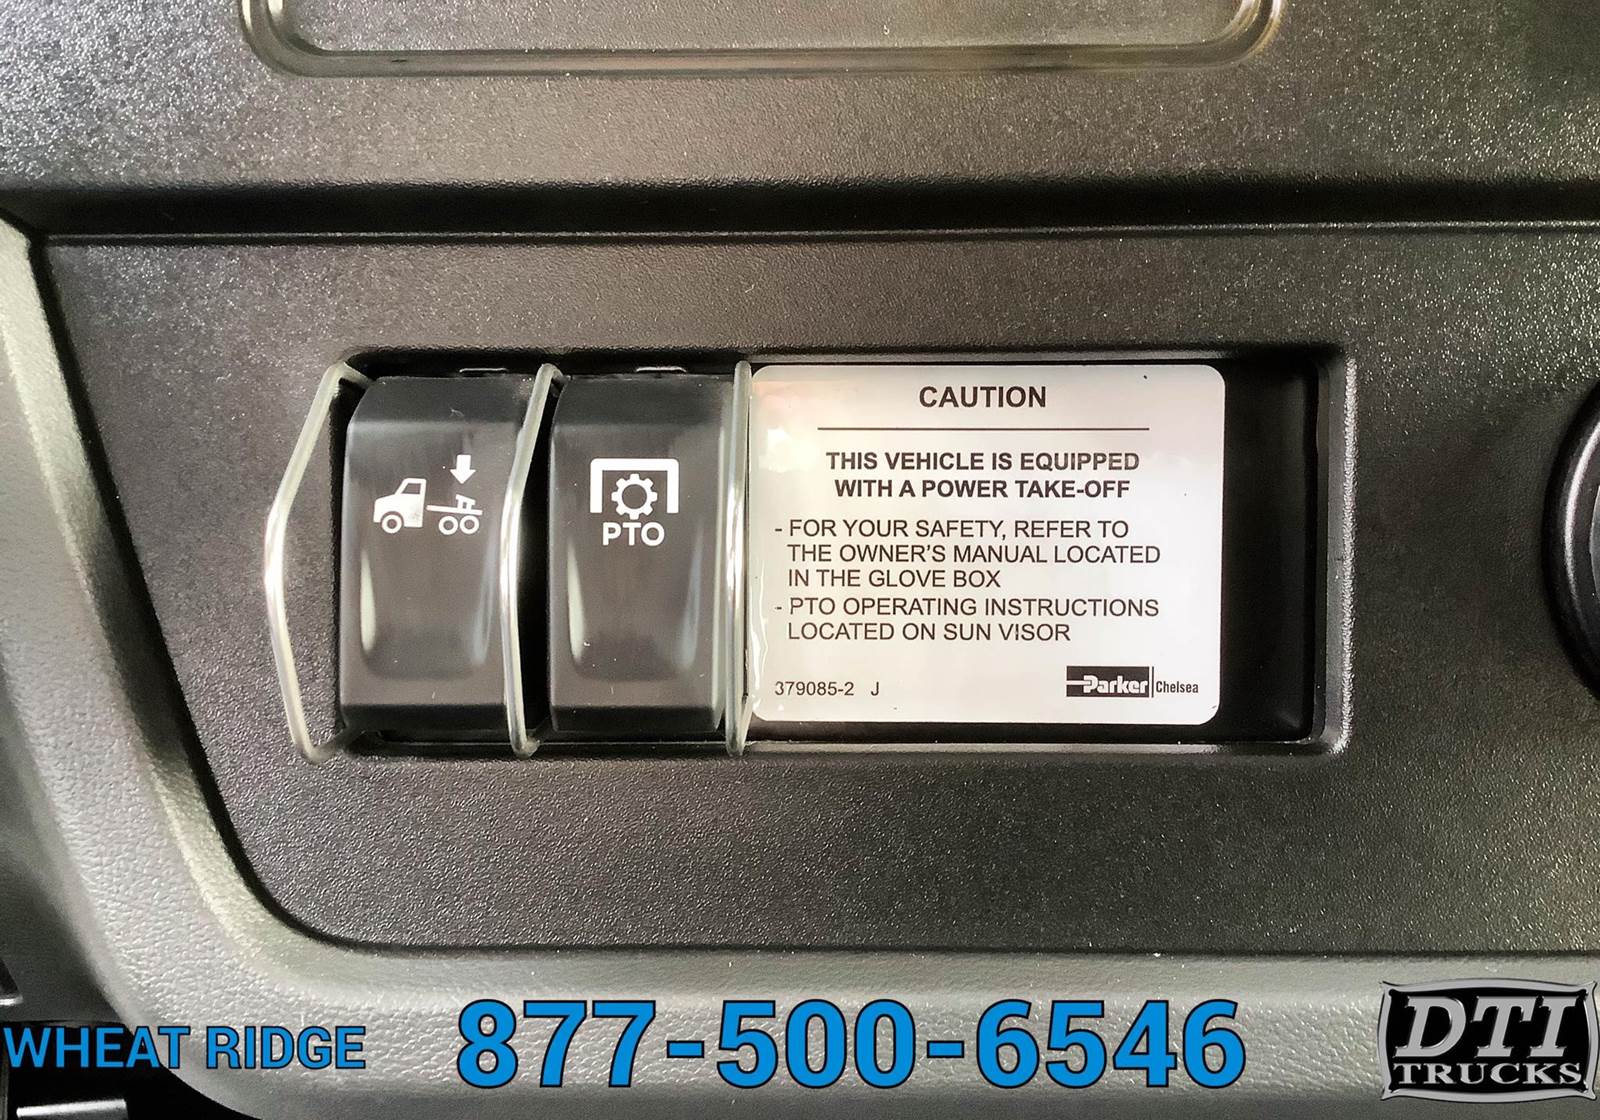 PTO
CAUTION
THIS VEHICLE IS EQUIPPED
WITH A POWER TAKE-OFF
- FOR YOUR SAFETY, REFER TO
THE OWNER'S MANUAL LOCATED
IN THE GLOVE BOX
- PTO OPERATING INSTRUCTIONS
LOCATED ON SUN VISOR
379085-2 J
Parker Chelsea
WHEAT RIDGE 877-500-6546
DTI
TRUCKS